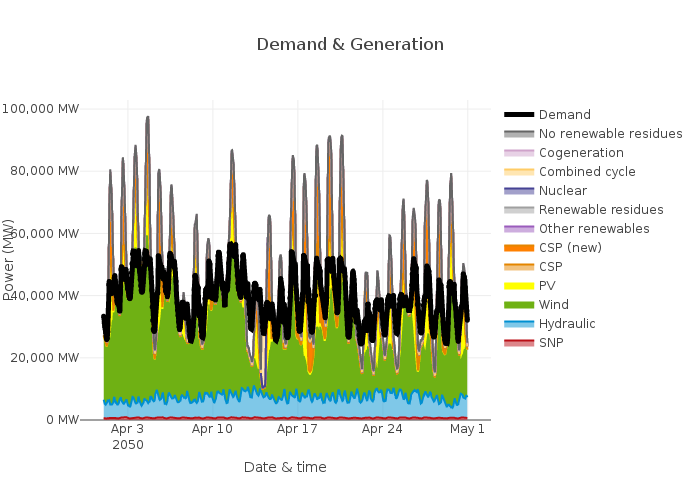 Demand & Generation
100,000 MW
80,000 MW
60,000 MW
40,000 MW
20,000 MW
0 MW
Power (MW)
Apr 3
2050
Apr 10
Apr 17
Apr 24
May 1
Date & time
Demand
No renewable residues
Cogeneration
Combined cycle
Nuclear
Renewable residues
Other renewables
CSP (new)
CSP
PV
Wind
Hydraulic
SNP